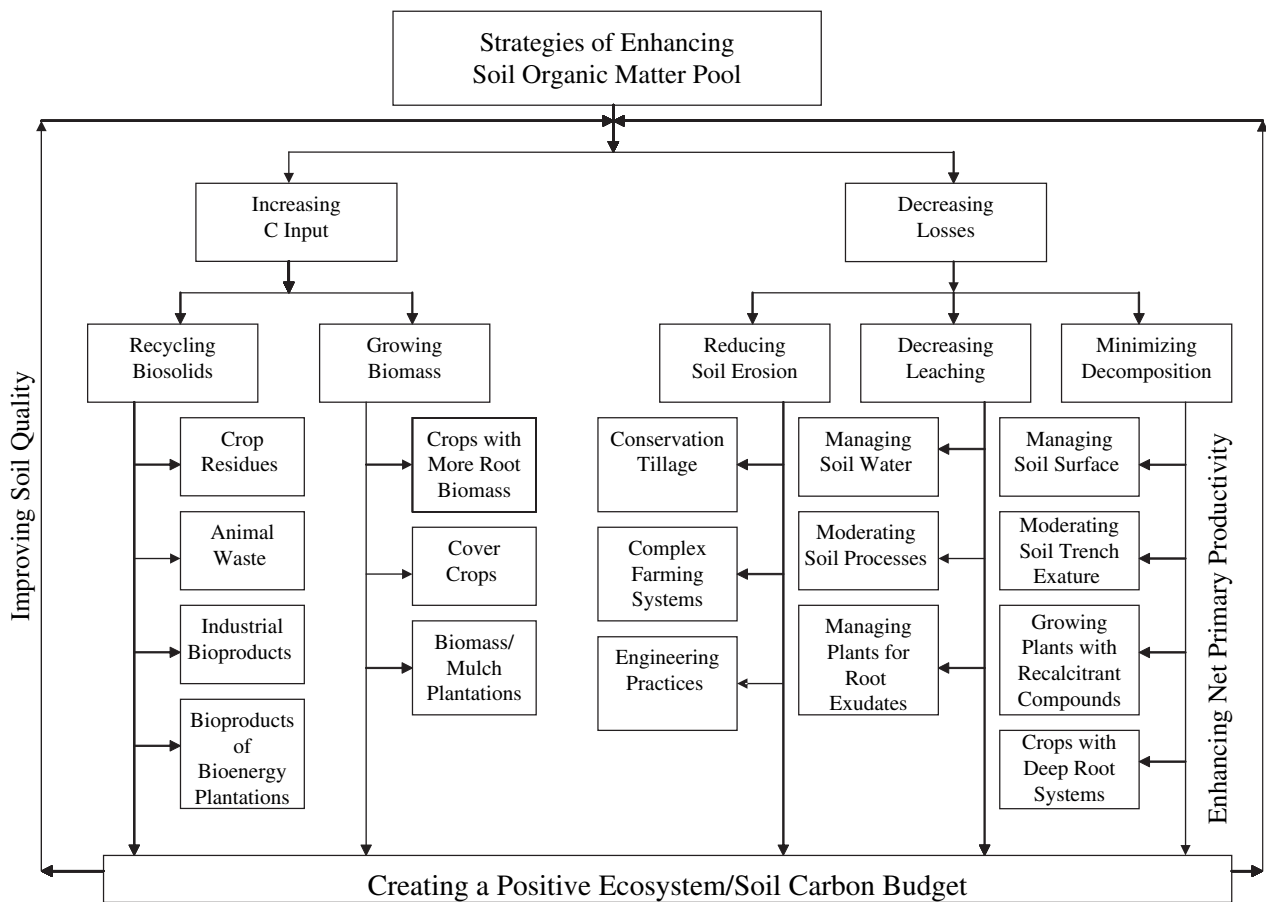 Strategies of Enhancing
Soil Organic Matter Pool
Increasing
C Input
Decreasing
Losses
Recycling
Biosolids
Growing
Biomass
Reducing
Soil Erosion
Decreasing
Leaching
Minimizing
Decomposition
Crop
Residues
Animal
Waste
Industrial
Bioproducts
Bioproducts
of
Bioenergy
Plantations
Crops with
More Root
Biomass
Cover
Crops
Biomass/
Mulch
Plantations
Conservation
Tillage
Complex
Farming
Systems
Engineering
Practices
Managing
Soil Water
Moderating
Soil Processes
Managing
Plants for
Root
Exudates
Managing
Soil Surface
Moderating
Soil Trench
Exature
Growing
Plants with
Recalcitrant
Compounds
Crops with
Deep Root
Systems
Improving Soil Quality
Enhancing Net Primary Productivity
Creating a Positive Ecosystem/Soil Carbon Budget